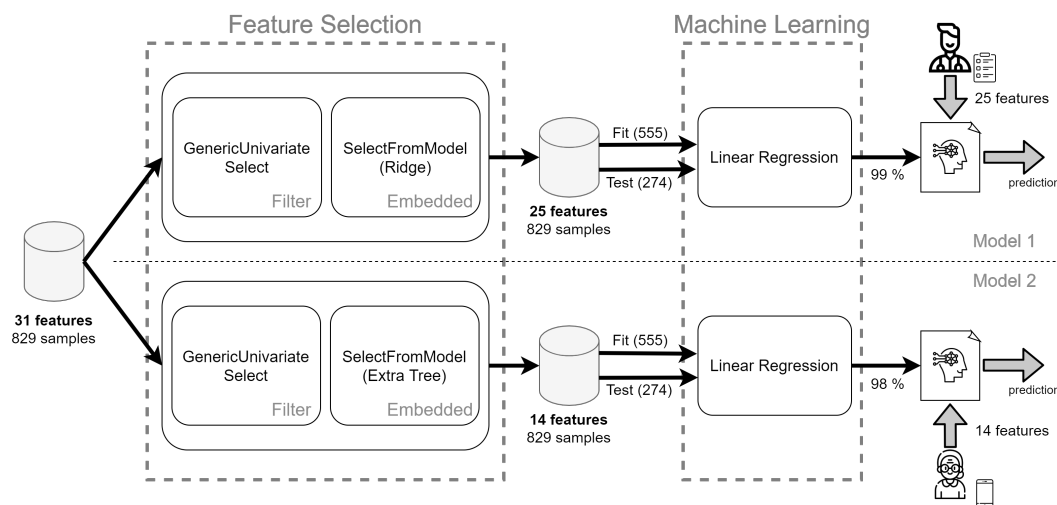 Feature Selection
Machine Learning
GenericUnivariate
Select
Filter
SelectFromModel
(Ridge)
Embedded
25 features
829 samples
Fit (555)
Test (274)
Linear Regression
99 %
25 features
prediction
Model 1
31 features
829 samples
Model 2
GenericUnivariate
Select
Filter
SelectFromModel
(Extra Tree)
Embedded
14 features
829 samples
Fit (555)
Test (274)
Linear Regression
98 %
prediction
14 features